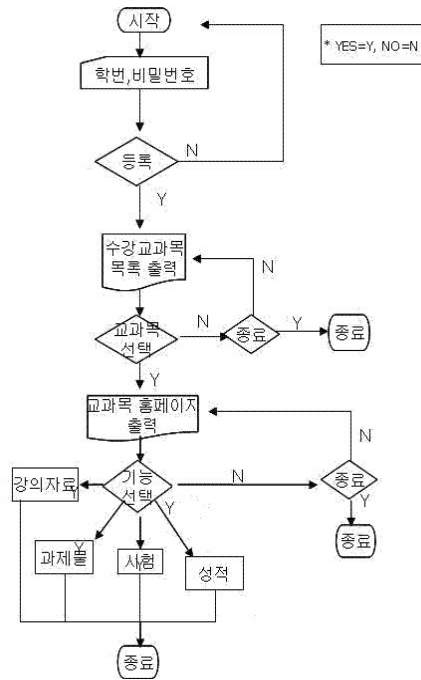 시작
* YES=Y, NO=N
학번,비밀번호
등록
N
Y
수강교과목
목록 출력
N
교과목
선택
N
종료
Y
종료
Y
교과목 홈페이지
출력
N
기능
선택
N
종료
Y
강의자료
Y
Y
종료
과제물
Y
시험
Y
성적
종료